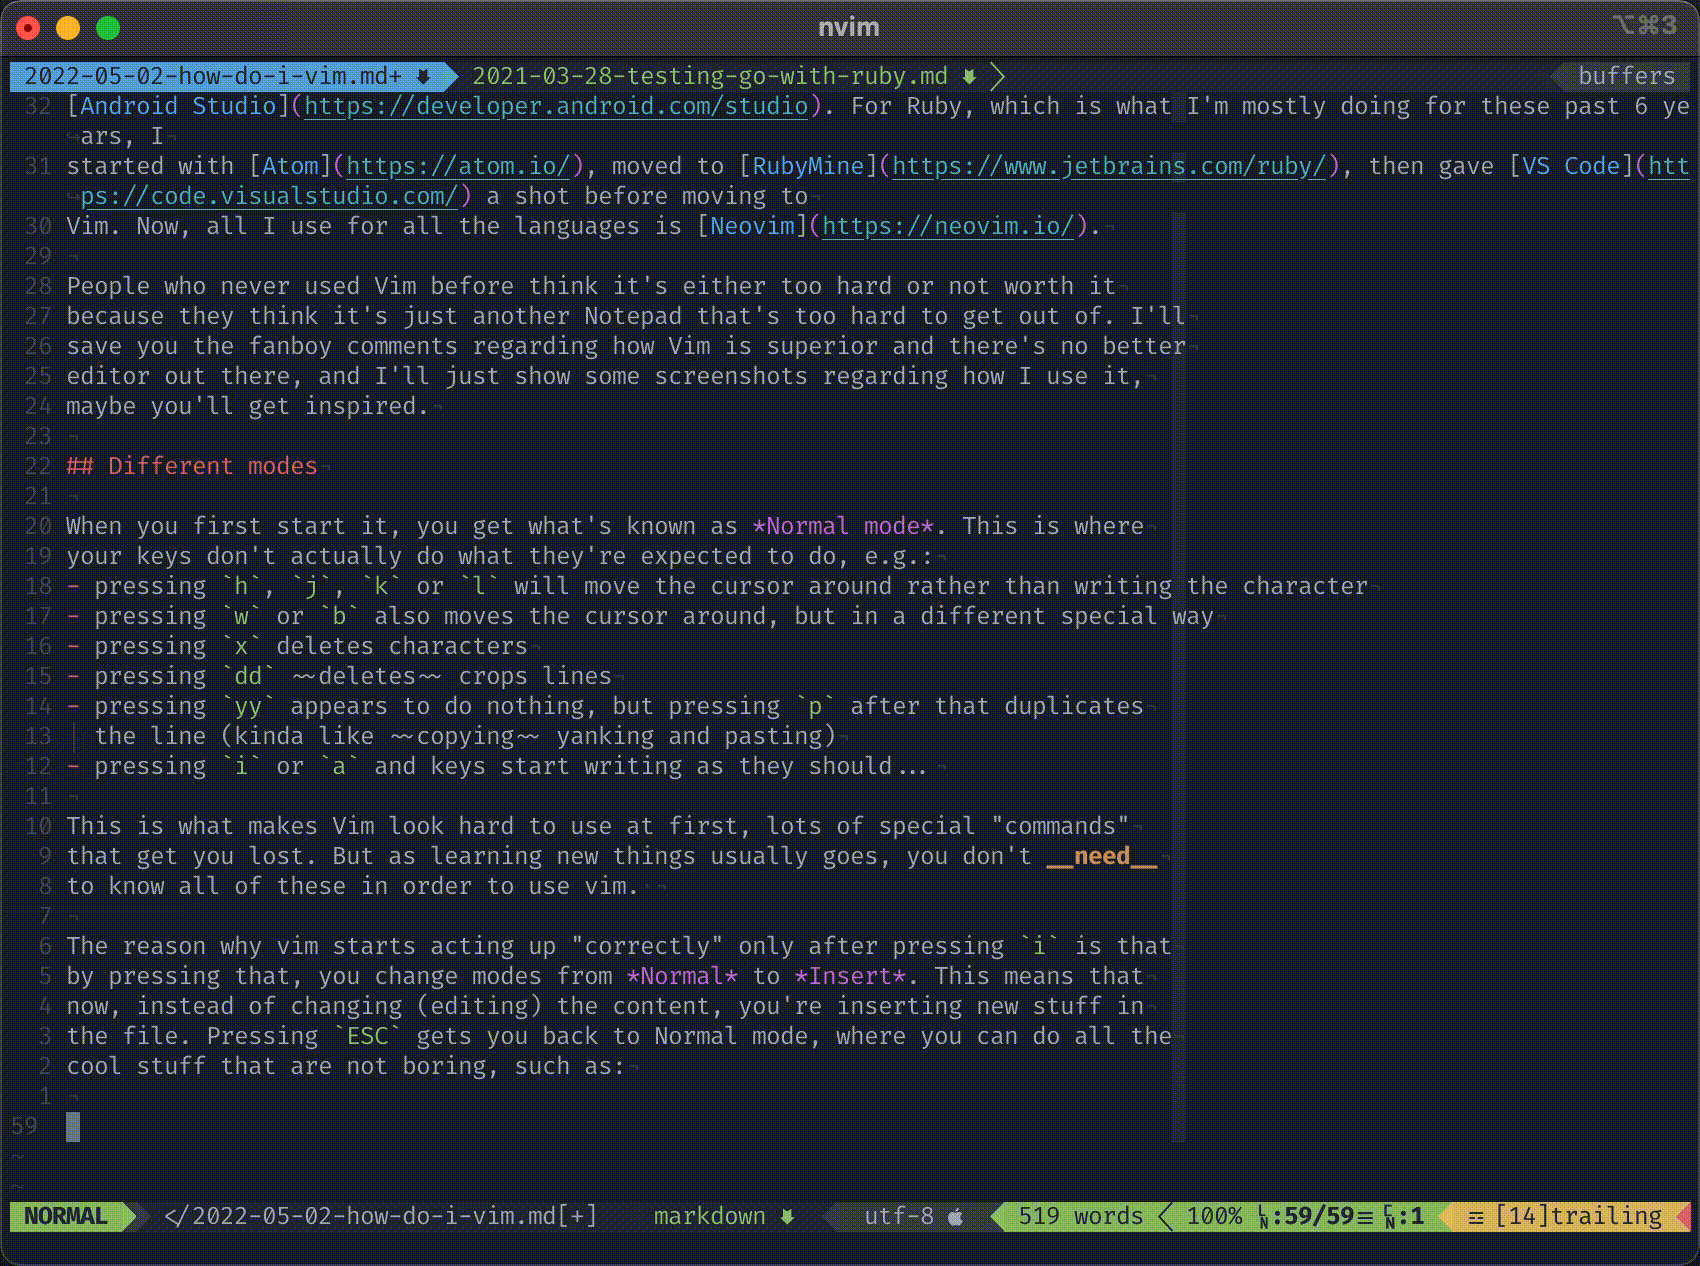 nvim
⌥⌘3
2022-05-02-how-do-i-vim.md+ 2021-03-28-testing-go-with-ruby.md buffers
32 [Android Studio](https://developer.android.com/studio). For Ruby, which is what I'm mostly doing for these past 6 ye
ars, I
31 started with [Atom](https://atom.io/), moved to [RubyMine](https://www.jetbrains.com/ruby/), then gave [VS Code](htt
ps://code.visualstudio.com/) a shot before moving to
30 Vim. Now, all I use for all the languages is [Neovim](https://neovim.io/).
29
28 People who never used Vim before think it's either too hard or not worth it
27 because they think it's just another Notepad that's too hard to get out of. I'll
26 save you the fanboy comments regarding how Vim is superior and there's no better
25 editor out there, and I'll just show some screenshots regarding how I use it,
24 maybe you'll get inspired.
23
22 ## Different modes
21
20 When you first start it, you get what's known as *Normal mode*. This is where
19 your keys don't actually do what they're expected to do, e.g.:
18 - pressing `h`, `j`, `k` or `l` will move the cursor around rather than writing the character
17 - pressing `w` or `b` also moves the cursor around, but in a different special way
16 - pressing `x` deletes characters
15 - pressing `dd` ~~deletes~~ crops lines
14 - pressing `yy` appears to do nothing, but pressing `p` after that duplicates
13 the line (kinda like ~~copying~~ yanking and pasting)
12 - pressing `i` or `a` and keys start writing as they should...
11
10 This is what makes Vim look hard to use at first, lots of special "commands"
9 that get you lost. But as learning new things usually goes, you don't __need__
8 to know all of these in order to use vim.
7
6 The reason why vim starts acting up "correctly" only after pressing `i` is that
5 by pressing that, you change modes from *Normal* to *Insert*. This means that
4 now, instead of changing (editing) the content, you're inserting new stuff in
3 the file. Pressing `ESC` gets you back to Normal mode, where you can do all the
2 cool stuff that are not boring, such as:
1
59
~
~
NORMAL </2022-05-02-how-do-i-vim.md[+] markdown utf-8 519 words 100% ␊:59/59≡ ℅:1 ☲ [14]trailing